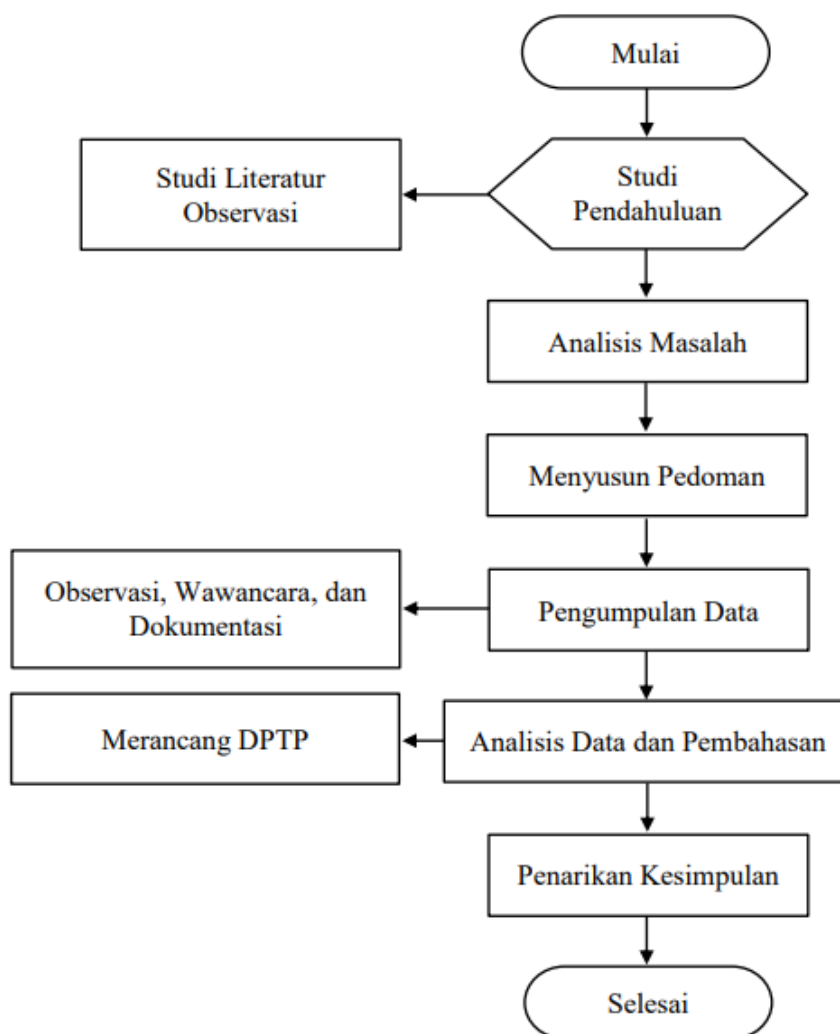 Mulai
Studi Literatur
Observasi
Studi
Pendahuluan
Analisis Masalah
Menyusun Pedoman
Observasi, Wawancara, dan
Dokumentasi
Pengumpulan Data
Merancang DPTP
Analisis Data dan Pembahasan
Penarikan Kesimpulan
Selesai